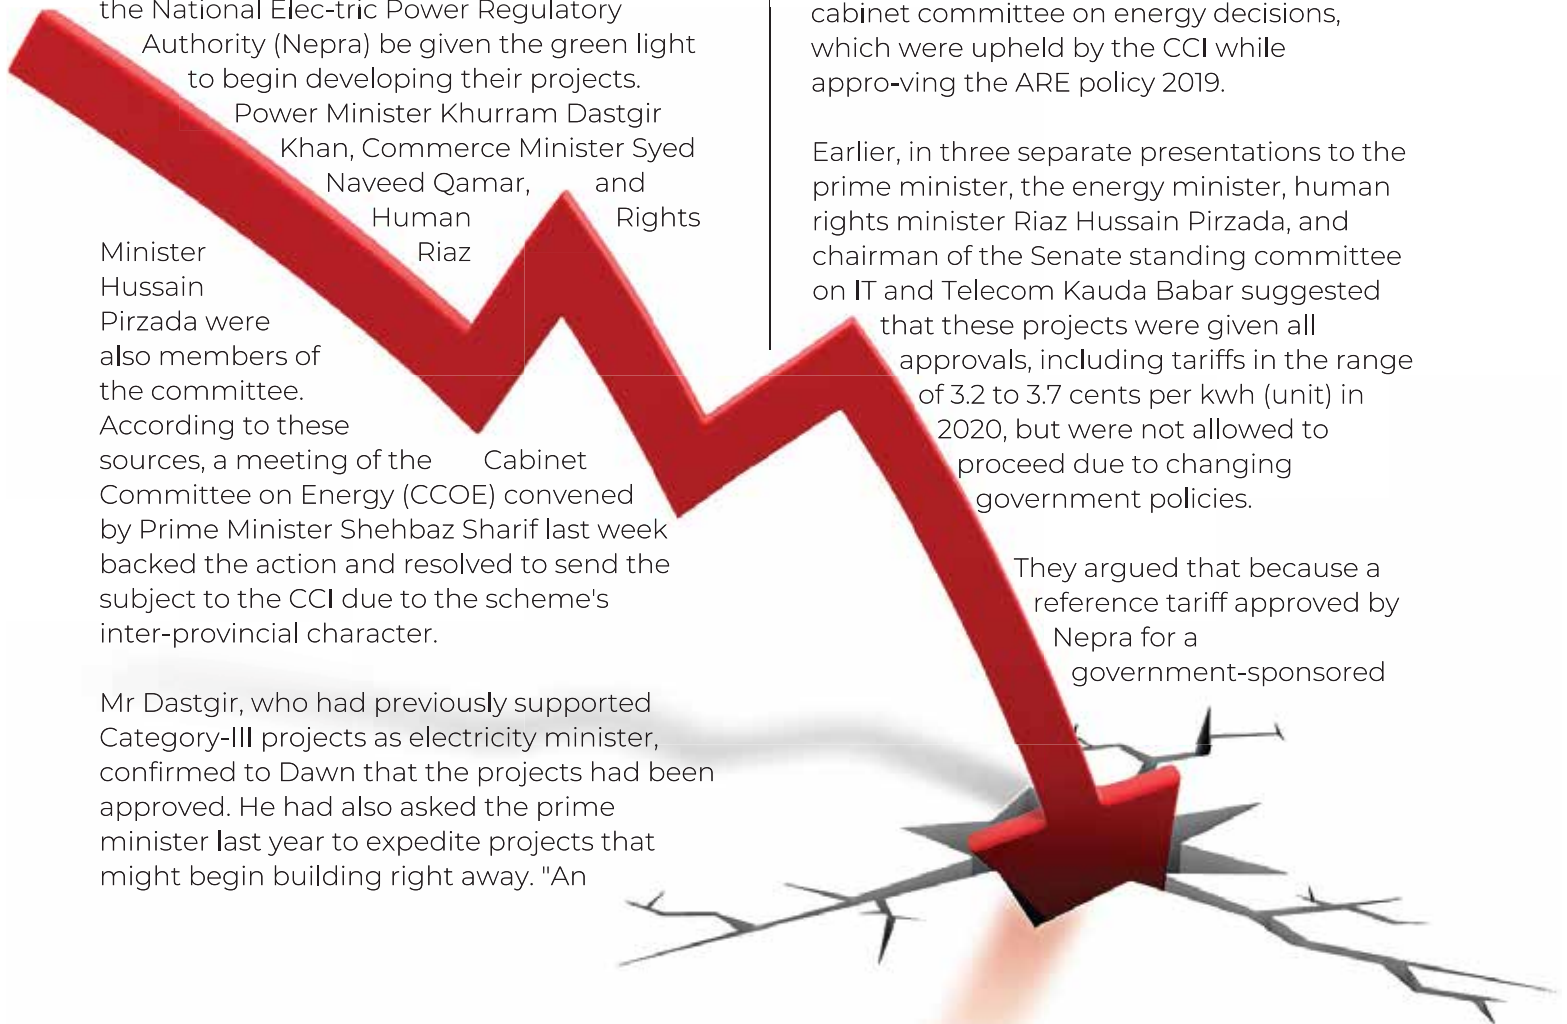 the National Elec-tric Power Regulatory
Authority (Nepra) be given the green light
to begin developing their projects.
Power Minister Khurram Dastgir
Khan, Commerce Minister Syed
Naveed Qamar, and
Human Rights
Minister Riaz
Hussain
Pirzada were
also members of
the committee.
According to these
sources, a meeting of the Cabinet
Committee on Energy (CCOE) convened
by Prime Minister Shehbaz Sharif last week
backed the action and resolved to send the
subject to the CCI due to the scheme's
inter-provincial character.
Mr Dastgir, who had previously supported
Category-III projects as electricity minister,
confirmed to Dawn that the projects had been
approved. He had also asked the prime
minister last year to expedite projects that
might begin building right away. "An
cabinet committee on energy decisions,
which were upheld by the CCI while
appro-ving the ARE policy 2019.
Earlier, in three separate presentations to the
prime minister, the energy minister, human
rights minister Riaz Hussain Pirzada, and
chairman of the Senate standing committee
on IT and Telecom Kauda Babar suggested
that these projects were given all
approvals, including tariffs in the range
of 3.2 to 3.7 cents per kwh (unit) in
2020, but were not allowed to
proceed due to changing
government policies.
They argued that because a
reference tariff approved by
Nepra for a
government-sponsored